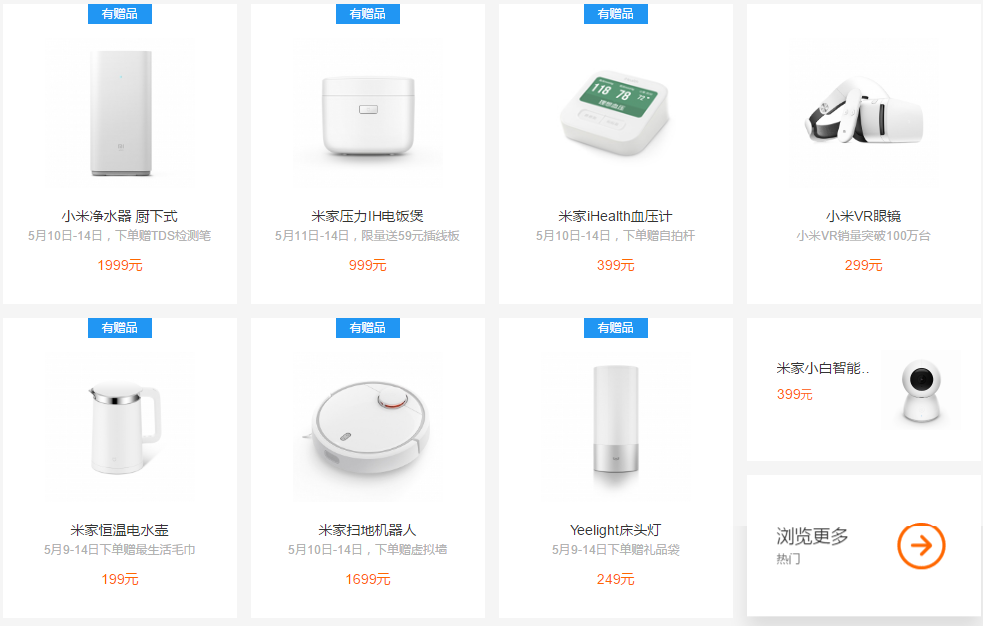 有赠品
小米净水器 厨下式
5月10日-14日，下单赠TDS检测笔
1999元
有赠品
米家压力IH电饭煲
5月11日-14日，限量送59元插线板
999元
有赠品
118 78 72
理想血压
米家iHealth血压计
5月10日-14日，下单赠自拍杆
399元
小米VR眼镜
小米VR销量突破100万台
299元
有赠品
米家恒温电水壶
5月9-14日下单赠最生活毛巾
199元
有赠品
米家扫地机器人
5月10日-14日，下单赠虚拟墙
1699元
有赠品
Yeelight床头灯
5月9-14日下单赠礼品袋
249元
米家小白智能..
399元
浏览更多
热门